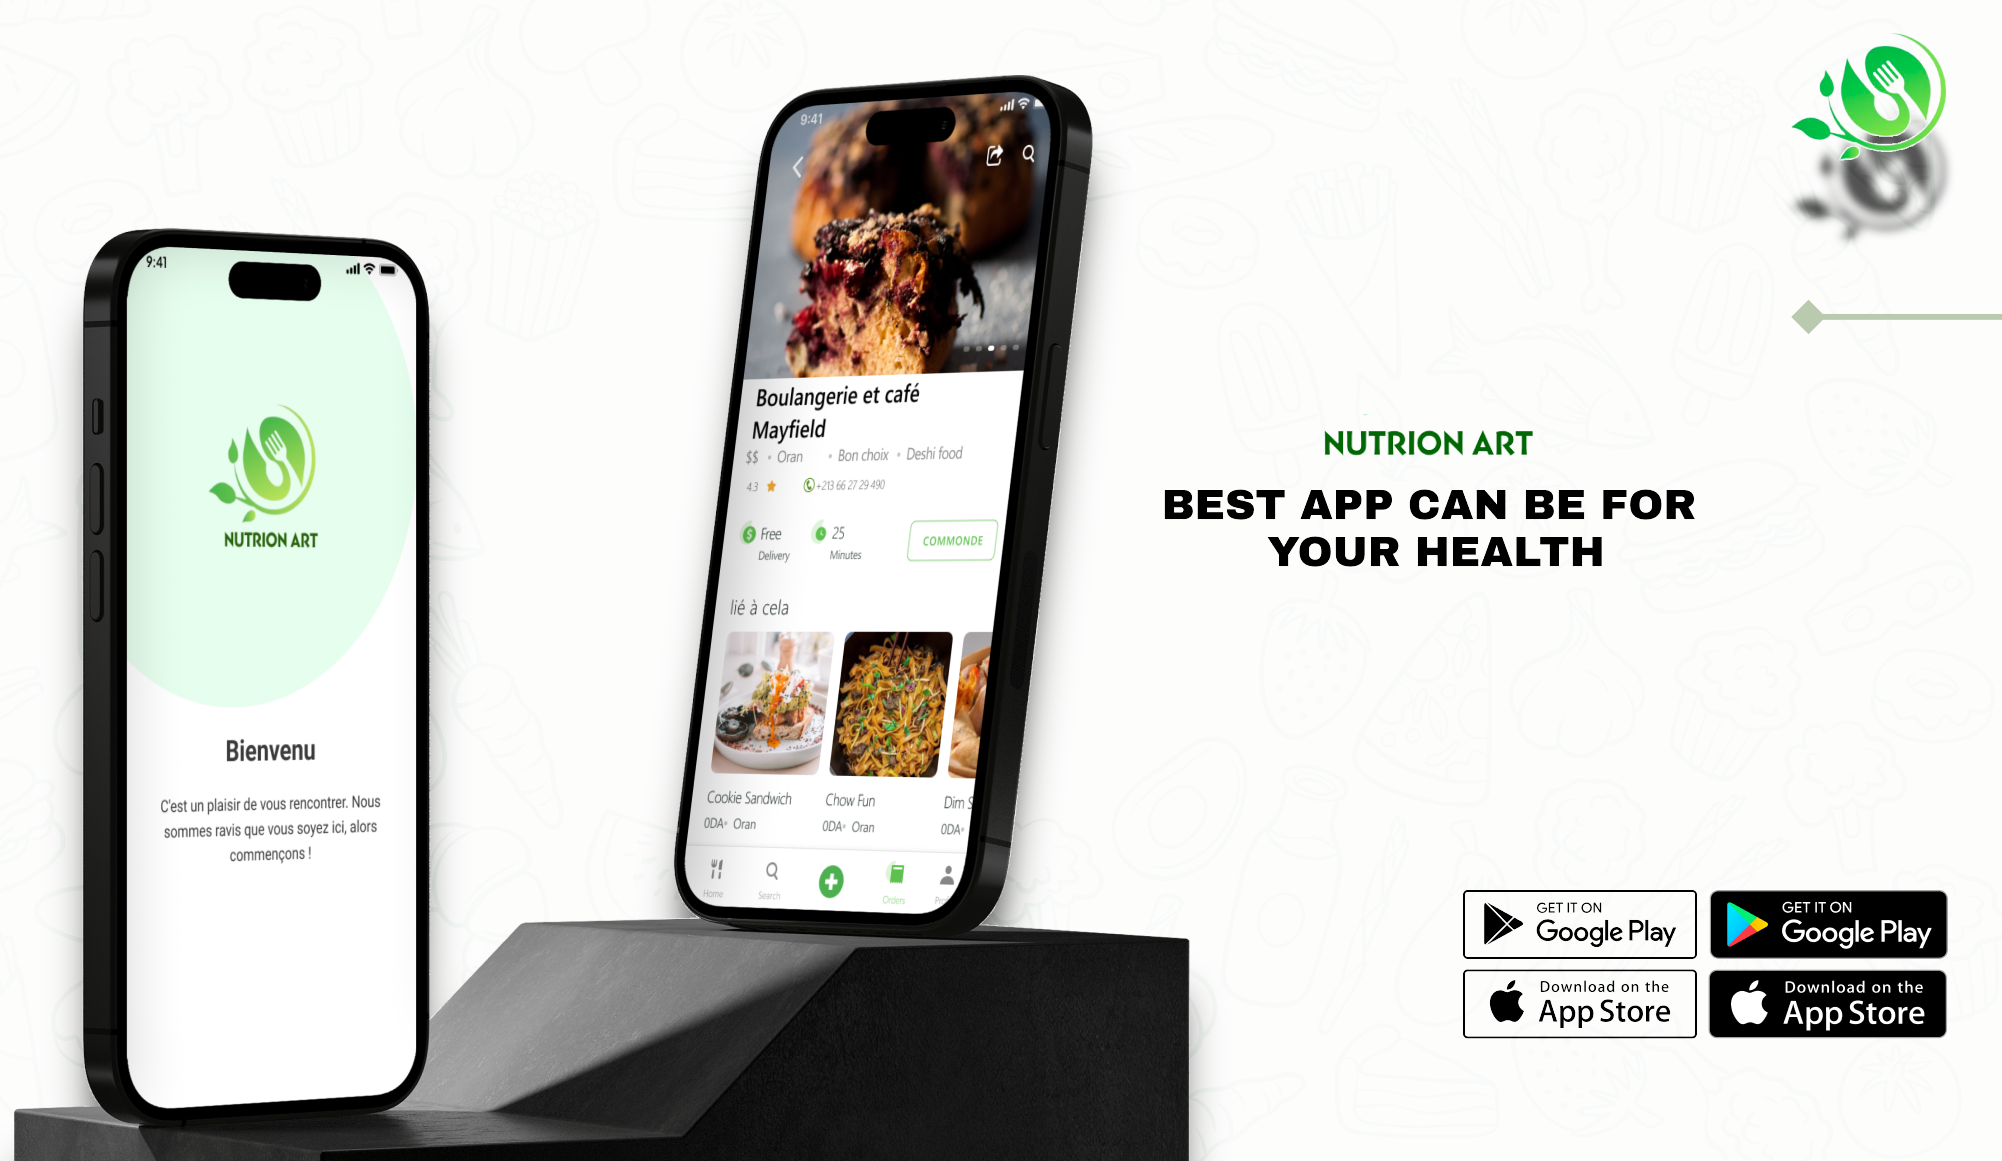 9:41
NUTRION ART
Bienvenu
C'est un plaisir de vous rencontrer. Nous
sommes ravis que vous soyez ici, alors
commençons !
9:41
Boulangerie et café
Mayfield
$$ • Oran • Bon choix • Deshi food
4.3 +213 66 27 29 490
Free
Delivery
25
Minutes
COMMONDE
lié à cela
Cookie Sandwich
0DA• Oran
Chow Fun
0DA• Oran
Dim S
0DA•
Home
Search
Orders
NUTRION ART
BEST APP CAN BE FOR
YOUR HEALTH
GET IT ON
Google Play
GET IT ON
Google Play
Download on the
App Store
Download on the
App Store